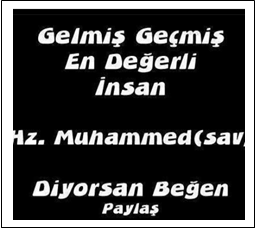 Gelmiş Geçmiş
En Değerli
İnsan
Hz. Muhammed(sav)
Diyorsan Beğen
Paylaş